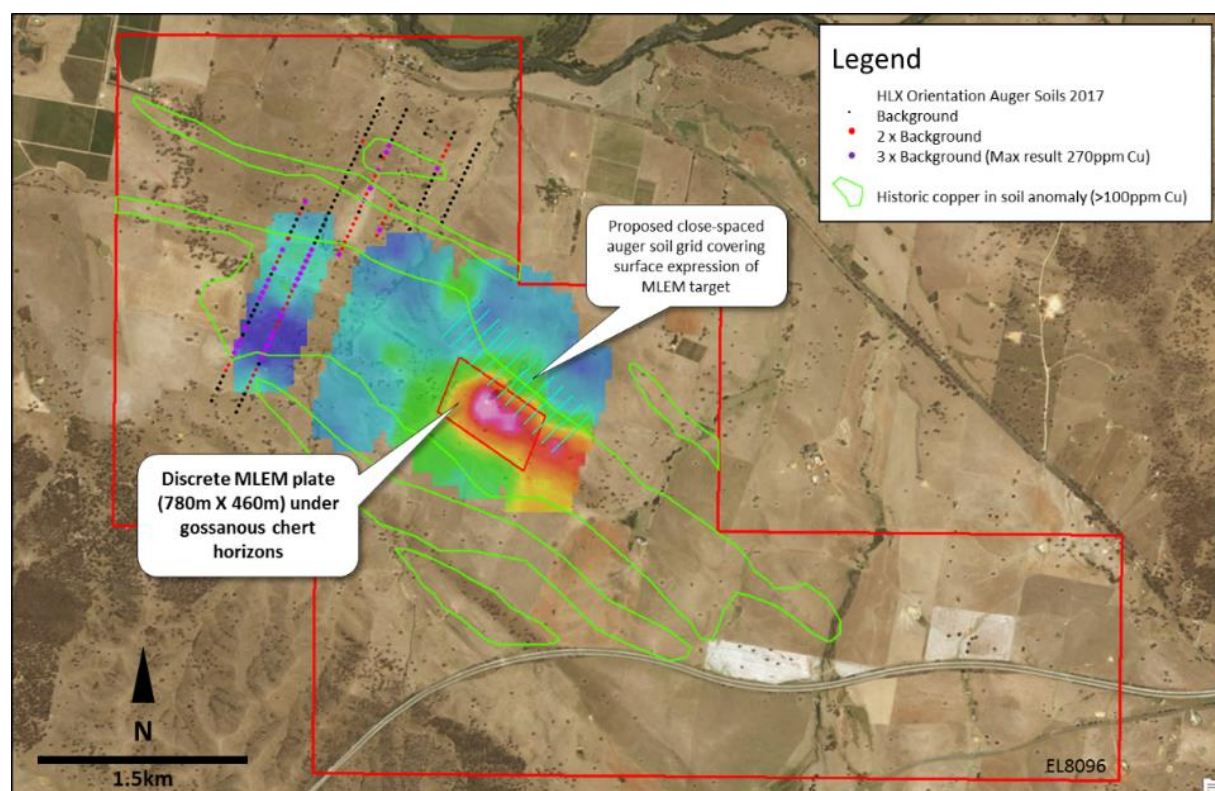 Legend
HLX Orientation Auger Soils 2017
Background
2 x Background
3 x Background (Max result 270ppm Cu)
Historic copper in soil anomaly (>100ppm Cu)
Proposed close-spaced
auger soil grid covering
surface expression of
MLEM target
Discrete MLEM plate
(780m X 460m) under
gossanous chert
horizons
N
1.5km
EL8096